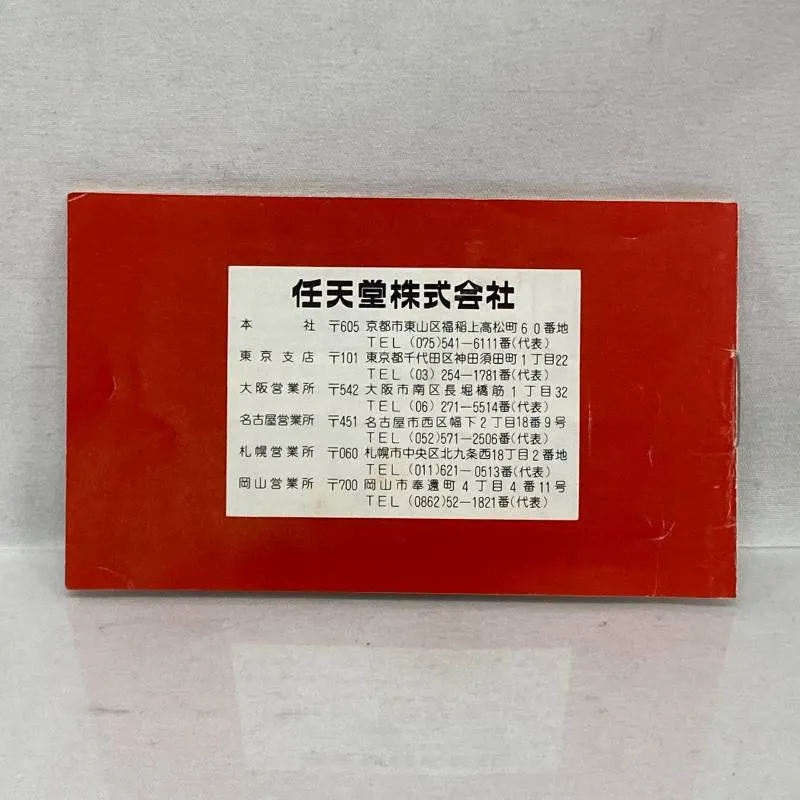 任天堂株式会社
本　　　社 〒605 京都市東山区福稲上高松町60番地
TEL (075)541—6111番(代表)
東京支店 〒101 東京都千代田区神田須田町1丁目22
TEL (03) 254—1781番(代表)
大阪営業所 〒542 大阪市南区長堀橋筋1丁目32
TEL (06) 271—5514番(代表)
名古屋営業所 〒451 名古屋市西区幅下2丁目18番9号
TEL (052)571—2506番(代表)
札幌営業所 〒060 札幌市中央区北九条西18丁目2番地
TEL (011)621—0513番(代表)
岡山営業所 〒700 岡山市奉還町4丁目4番11号
TEL (0862)52—1821番(代表)